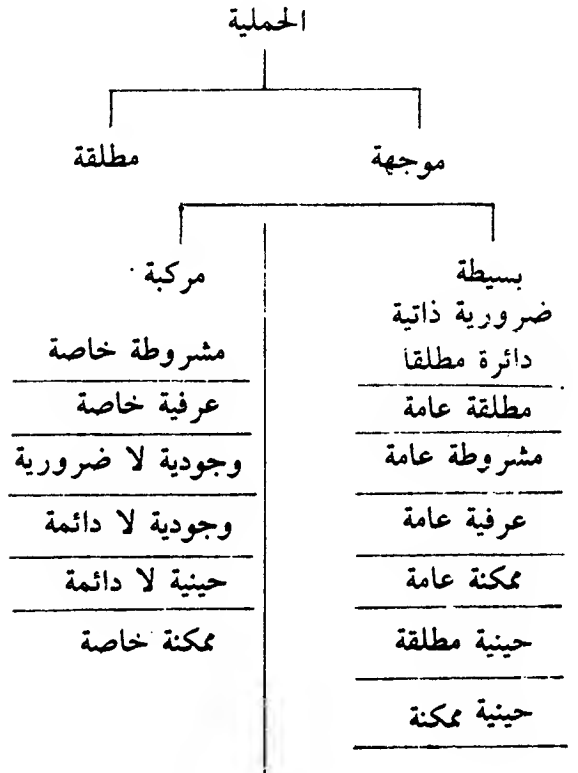 الحملية
موجهة
مطلقة
بسيطة
ضرورية ذاتية
دائرة مطلقا
مطلقة عامة
مشروطة عامة
عرفية عامة
ممكنة عامة
حينية مطلقة
حينية ممكنة
مركبة
مشروطة خاصة
عرفية خاصة
وجودية لا ضرورية
وجودية لا دائمة
حينية لا دائمة
ممكنة خاصة